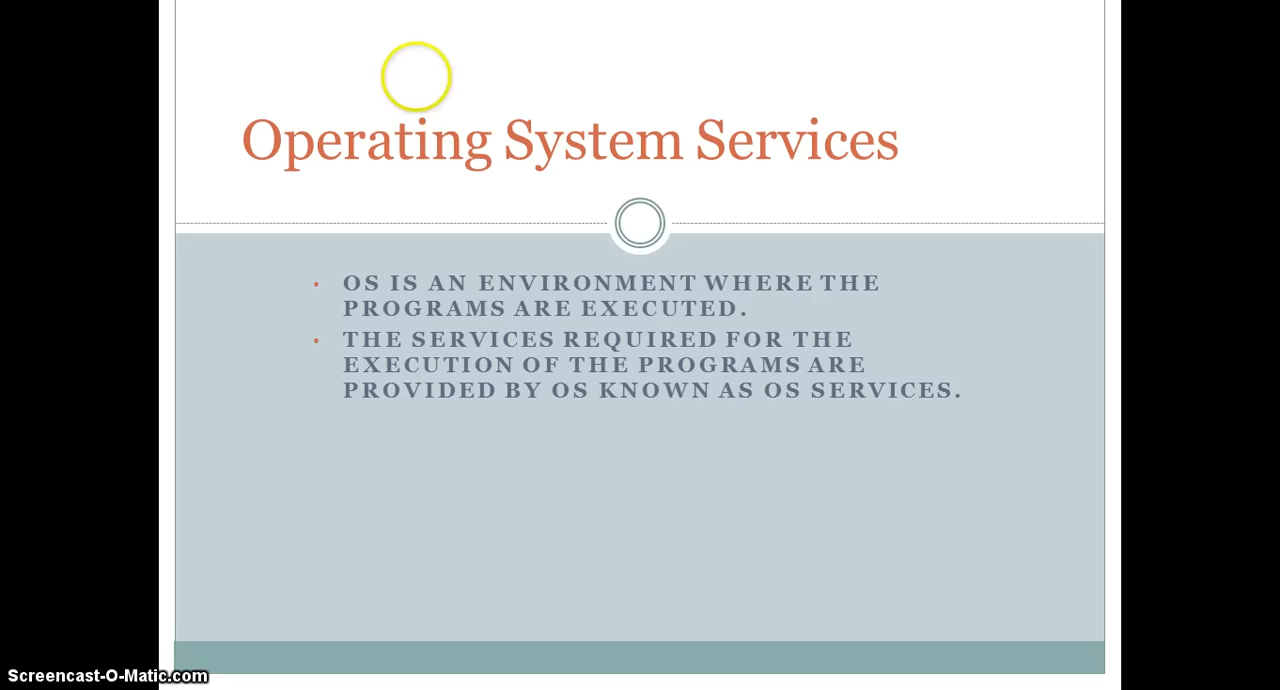 Operating System Services
• OS IS AN ENVIRONMENT WHERE THE
PROGRAMS ARE EXECUTED.
• THE SERVICES REQUIRED FOR THE
EXECUTION OF THE PROGRAMS ARE
PROVIDED BY OS KNOWN AS OS SERVICES.
Screencast-O-Matic.com